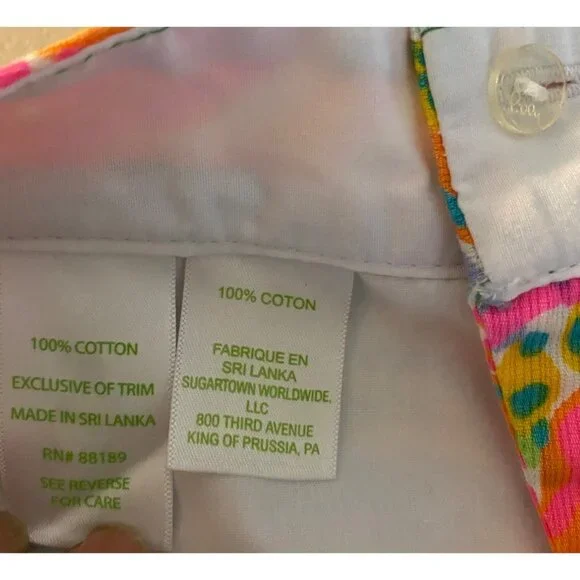 100% COTTON
EXCLUSIVE OF TRIM
MADE IN SRI LANKA
RN# 88189
SEE REVERSE
FOR CARE
100% COTON
FABRIQUE EN
SRI LANKA
SUGARTOWN WORLDWIDE,
LLC
800 THIRD AVENUE
KING OF PRUSSIA, PA